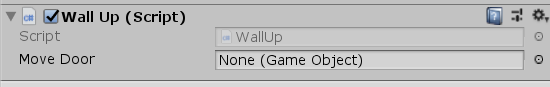 Wall Up (Script)
Script WallUp
Move Door None (Game Object)